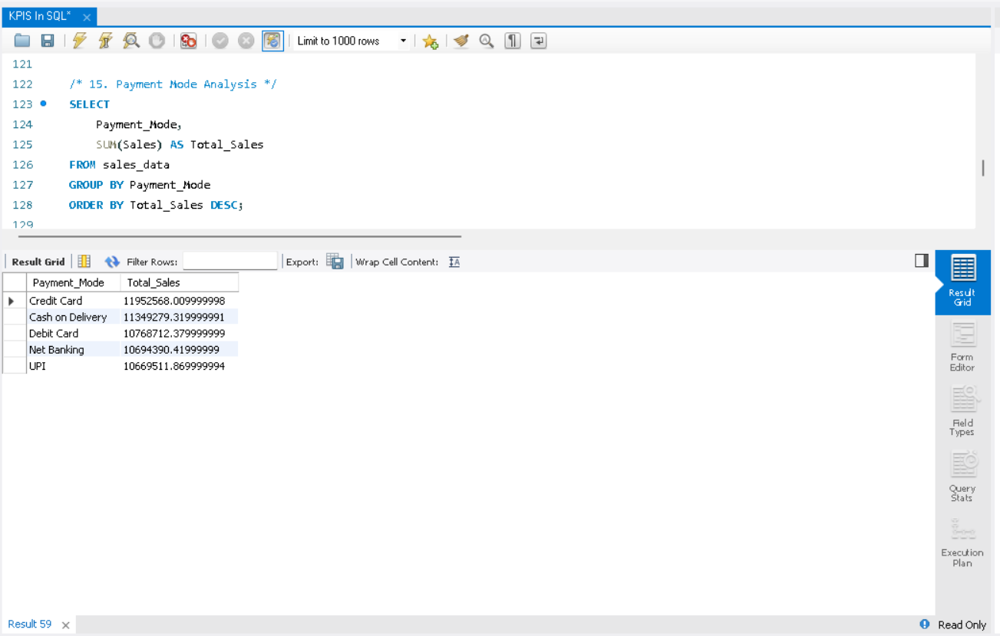 KPIS In SQL*
Limit to 1000 rows
121
122 /* 15. Payment Mode Analysis */
123 SELECT
124 Payment_Mode,
125 SUM(Sales) AS Total_Sales
126 FROM sales_data
127 GROUP BY Payment_Mode
128 ORDER BY Total_Sales DESC;
129
Result Grid Filter Rows: Export: Wrap Cell Content:
Payment_Mode Total_Sales
Credit Card 11952568.009999998
Cash on Delivery 11349279.319999991
Debit Card 10768712.379999999
Net Banking 10694390.41999999
UPI 10669511.869999994
Result
Grid
Form
Editor
Field
Types
Query
Stats
Execution
Plan
Result 59
Read Only